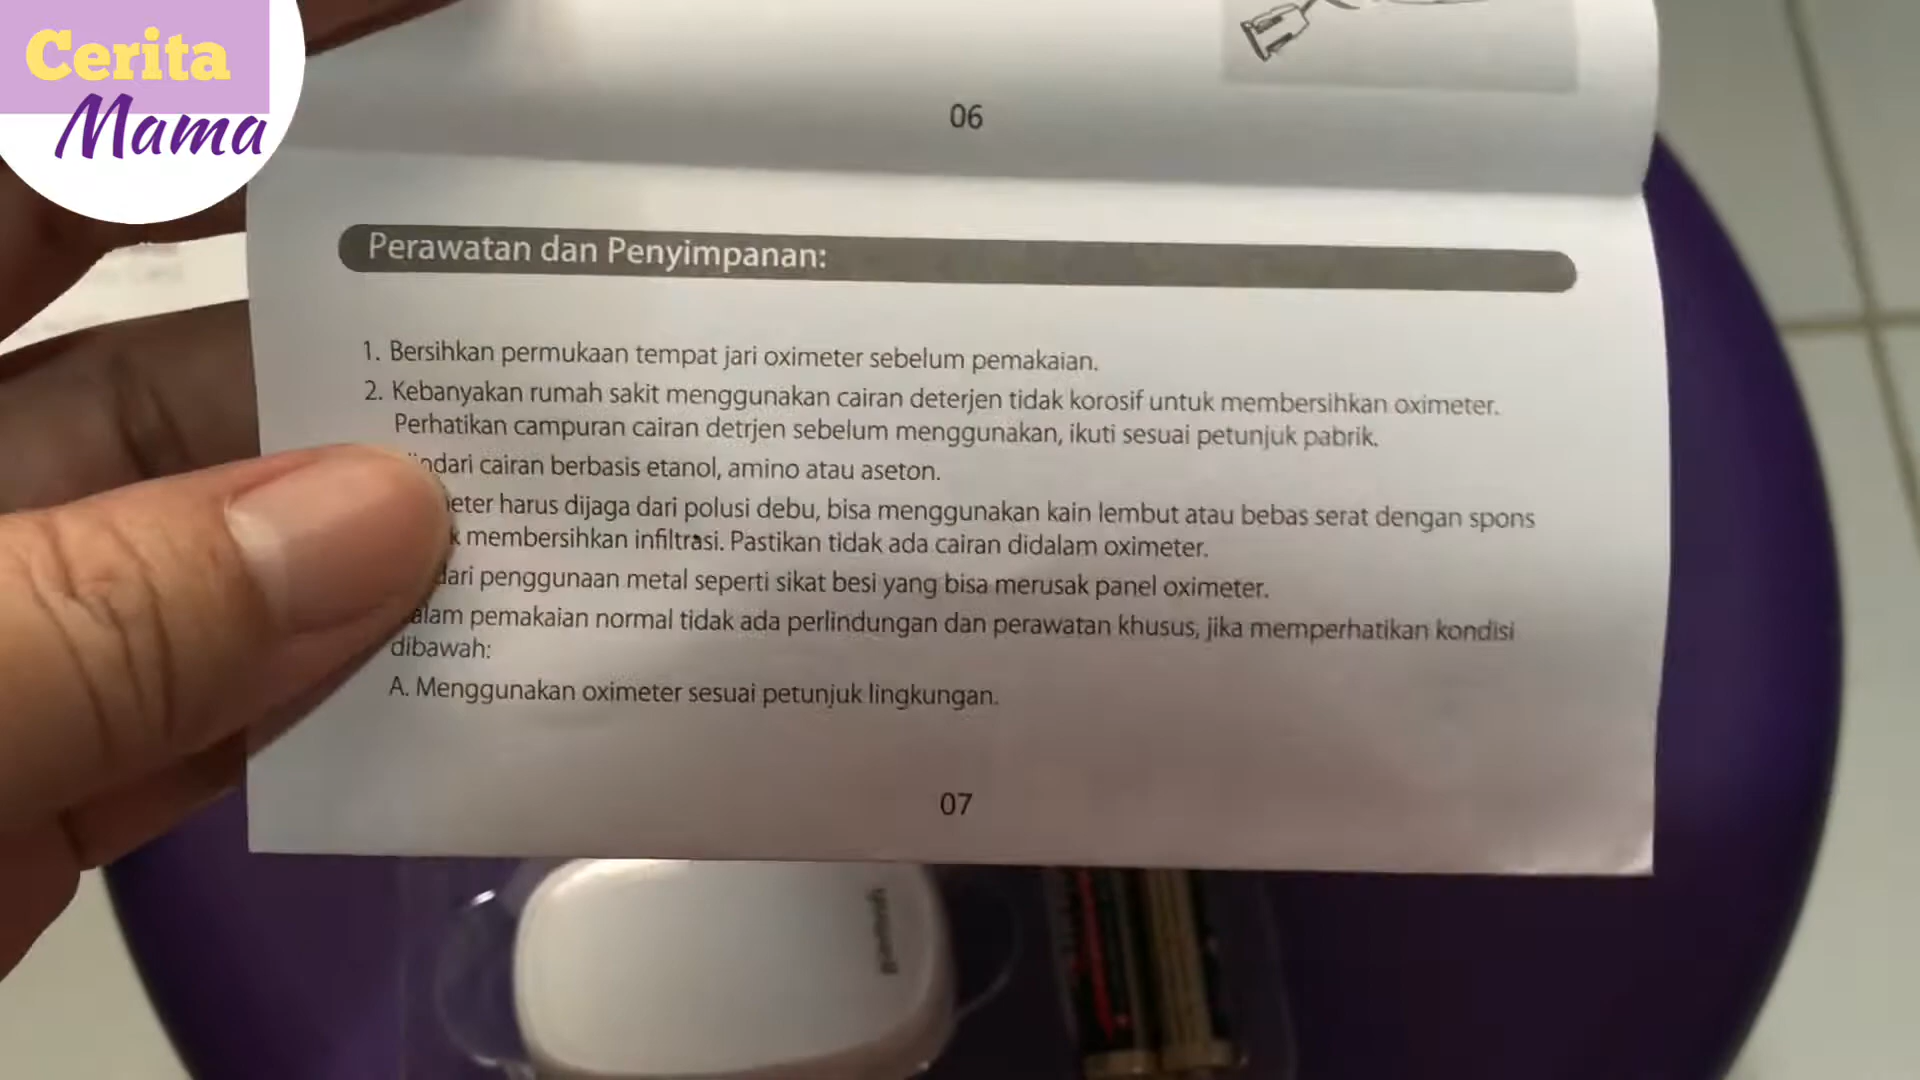 Cerita
Mama
06
Perawatan dan Penyimpanan:
1. Bersihkan permukaan tempat jari oximeter sebelum pemakaian.
2. Kebanyakan rumah sakit menggunakan cairan deterjen tidak korosif untuk membersihkan oximeter.
Perhatikan campuran cairan detrjen sebelum menggunakan, ikuti sesuai petunjuk pabrik.
cairan berbasis etanol, amino atau aseton.
harus dijaga dari polusi debu, bisa menggunakan kain lembut atau bebas serat dengan spons
membersihkan infiltrasi. Pastikan tidak ada cairan didalam oximeter.
penggunaan metal seperti sikat besi yang bisa merusak panel oximeter.
pemakaian normal tidak ada perlindungan dan perawatan khusus, jika memperhatikan kondisi
dibawah:
A. Menggunakan oximeter sesuai petunjuk lingkungan.
07
yuwell